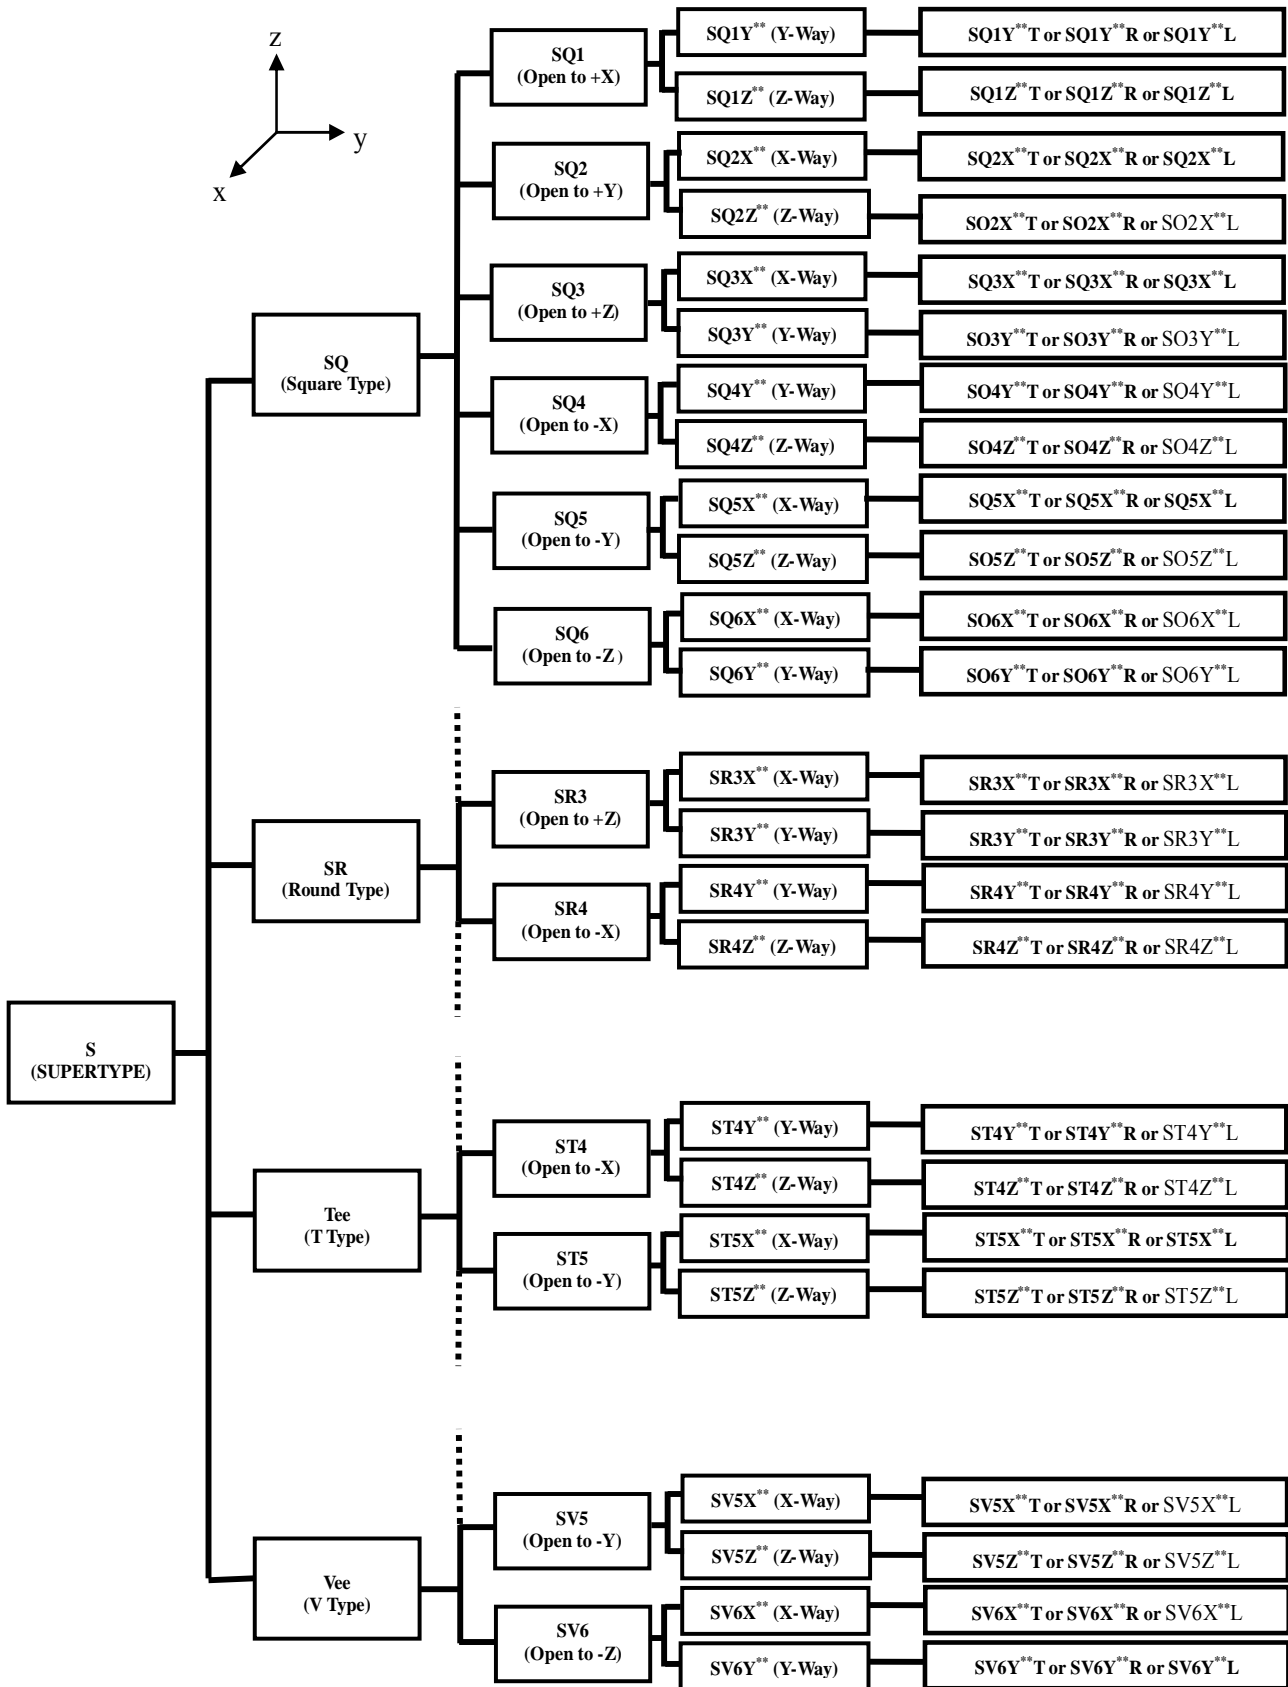 z
y
x
S
(SUPERTYPE)
SQ
(Square Type)
SQ1
(Open to +X)
SQ1Y** (Y-Way)
SQ1Y**T or SQ1Y**R or SQ1Y**L
SQ1Z** (Z-Way)
SQ1Z**T or SQ1Z**R or SQ1Z**L
SQ2
(Open to +Y)
SQ2X** (X-Way)
SQ2X**T or SQ2X**R or SQ2X**L
SQ2Z** (Z-Way)
SO2X**T or SO2X**R or SO2X**L
SQ3
(Open to +Z)
SQ3X** (X-Way)
SQ3X**T or SQ3X**R or SQ3X**L
SQ3Y** (Y-Way)
SO3Y**T or SO3Y**R or SO3Y**L
SQ4
(Open to -X)
SQ4Y** (Y-Way)
SO4Y**T or SO4Y**R or SO4Y**L
SQ4Z** (Z-Way)
SO4Z**T or SO4Z**R or SO4Z**L
SQ5
(Open to -Y)
SQ5X** (X-Way)
SQ5X**T or SQ5X**R or SQ5X**L
SQ5Z** (Z-Way)
SO5Z**T or SO5Z**R or SO5Z**L
SQ6
(Open to -Z )
SQ6X** (X-Way)
SO6X**T or SO6X**R or SO6X**L
SQ6Y** (Y-Way)
SO6Y**T or SO6Y**R or SO6Y**L
SR
(Round Type)
SR3
(Open to +Z)
SR3X** (X-Way)
SR3X**T or SR3X**R or SR3X**L
SR3Y** (Y-Way)
SR3Y**T or SR3Y**R or SR3Y**L
SR4
(Open to -X)
SR4Y** (Y-Way)
SR4Y**T or SR4Y**R or SR4Y**L
SR4Z** (Z-Way)
SR4Z**T or SR4Z**R or SR4Z**L
Tee
(T Type)
ST4
(Open to -X)
ST4Y** (Y-Way)
ST4Y**T or ST4Y**R or ST4Y**L
ST4Z** (Z-Way)
ST4Z**T or ST4Z**R or ST4Z**L
ST5
(Open to -Y)
ST5X** (X-Way)
ST5X**T or ST5X**R or ST5X**L
ST5Z** (Z-Way)
ST5Z**T or ST5Z**R or ST5Z**L
Vee
(V Type)
SV5
(Open to -Y)
SV5X** (X-Way)
SV5X**T or SV5X**R or SV5X**L
SV5Z** (Z-Way)
SV5Z**T or SV5Z**R or SV5Z**L
SV6
(Open to -Z)
SV6X** (X-Way)
SV6X**T or SV6X**R or SV6X**L
SV6Y** (Y-Way)
SV6Y**T or SV6Y**R or SV6Y**L